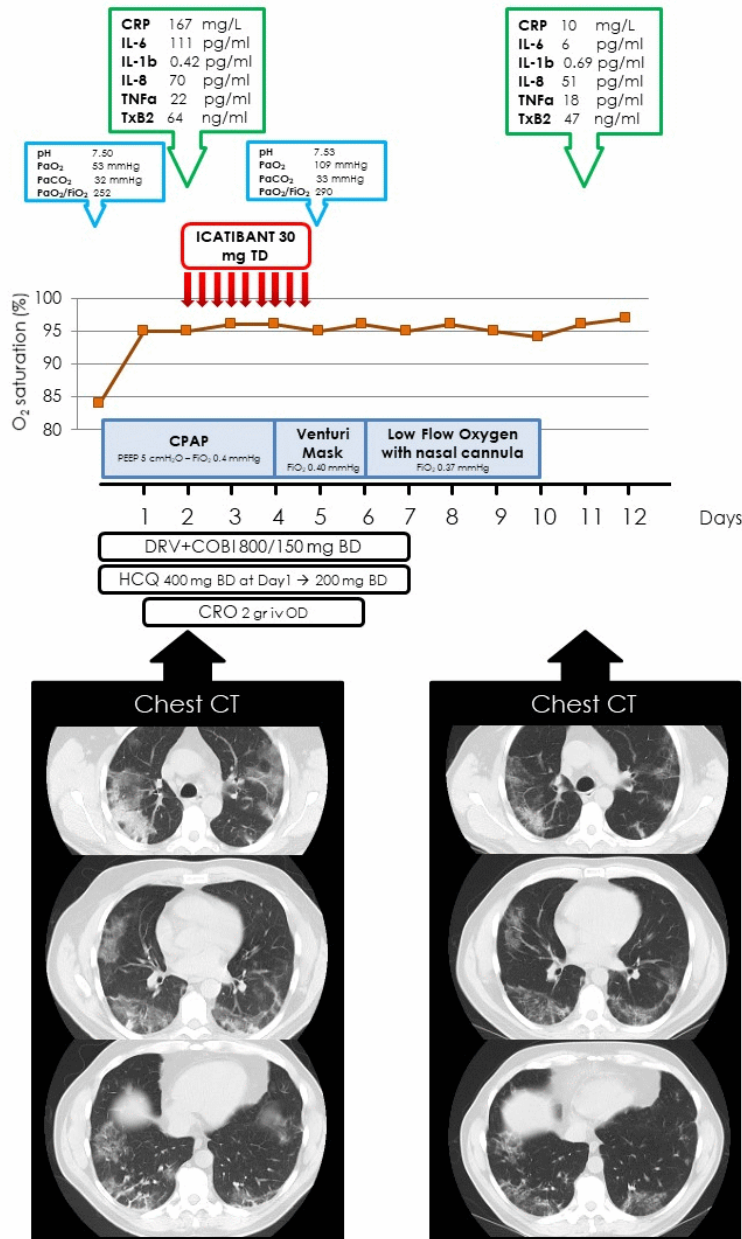 CRP 167 mg/L
IL-6 111 pg/ml
IL-1b 0.42 pg/ml
IL-8 70 pg/ml
TNFa 22 pg/ml
TxB2 64 ng/ml
CRP 10 mg/L
IL-6 6 pg/ml
IL-1b 0.69 pg/ml
IL-8 51 pg/ml
TNFa 18 pg/ml
TxB2 47 ng/ml
pH 7.50
PaO₂ 53 mmHg
PaCO₂ 32 mmHg
PaO₂/FiO₂ 252
pH 7.53
PaO₂ 109 mmHg
PaCO₂ 33 mmHg
PaO₂/FiO₂ 290
ICATIBANT 30
mg TD
O₂ saturation (%)
100
95
90
85
80
CPAP
PEEP 5 cmH₂O – FiO₂ 0.4 mmHg
Venturi
Mask
FiO₂ 0.40 mmHg
Low Flow Oxygen
with nasal cannula
FiO₂ 0.37 mmHg
1 2 3 4 5 6 7 8 9 10 11 12 Days
DRV+COBI 800/150 mg BD
HCQ 400 mg BD at Day1 → 200 mg BD
CRO 2 gr iv OD
Chest CT
Chest CT